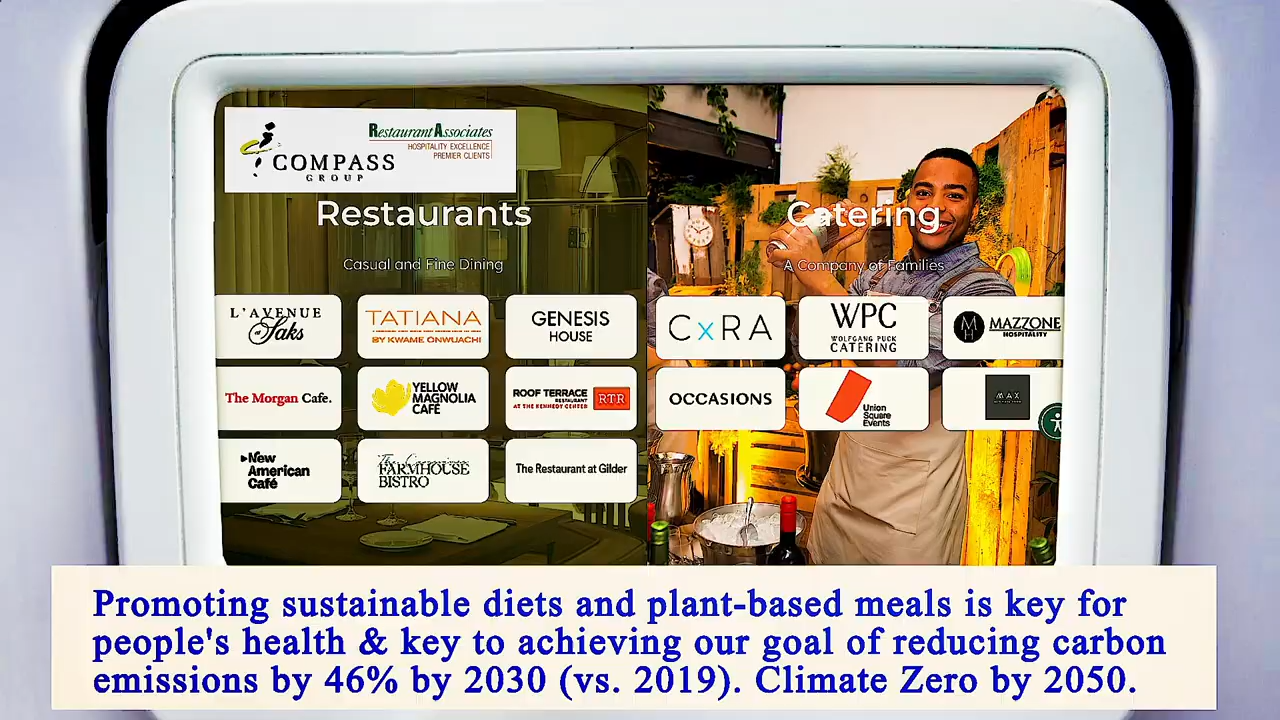 COMPASS
GROUP
Restaurant Associates
HOSPITALITY EXCELLENCE
PREMIER CLIENTS
Restaurants
Casual and Fine Dining
L'AVENUE
Saks
TATIANA
BY KWAME ONWUACHI
GENESIS
HOUSE
The Morgan Cafe.
YELLOW
MAGNOLIA
CAFÉ
ROOF TERRACE
RESTAURANT
AT THE KENNEDY CENTER
RTR
New
American
Café
FARMHOUSE
BISTRO
The Restaurant at Gilder
Catering
A Company of Families
CxRA
WPC
WOLFGANG PUCK
CATERING
MH
MAZZONE
HOSPITALITY
OCCASIONS
Union
Square
Events
MAX
Promoting sustainable diets and plant-based meals is key for
people's health & key to achieving our goal of reducing carbon
emissions by 46% by 2030 (vs. 2019). Climate Zero by 2050.